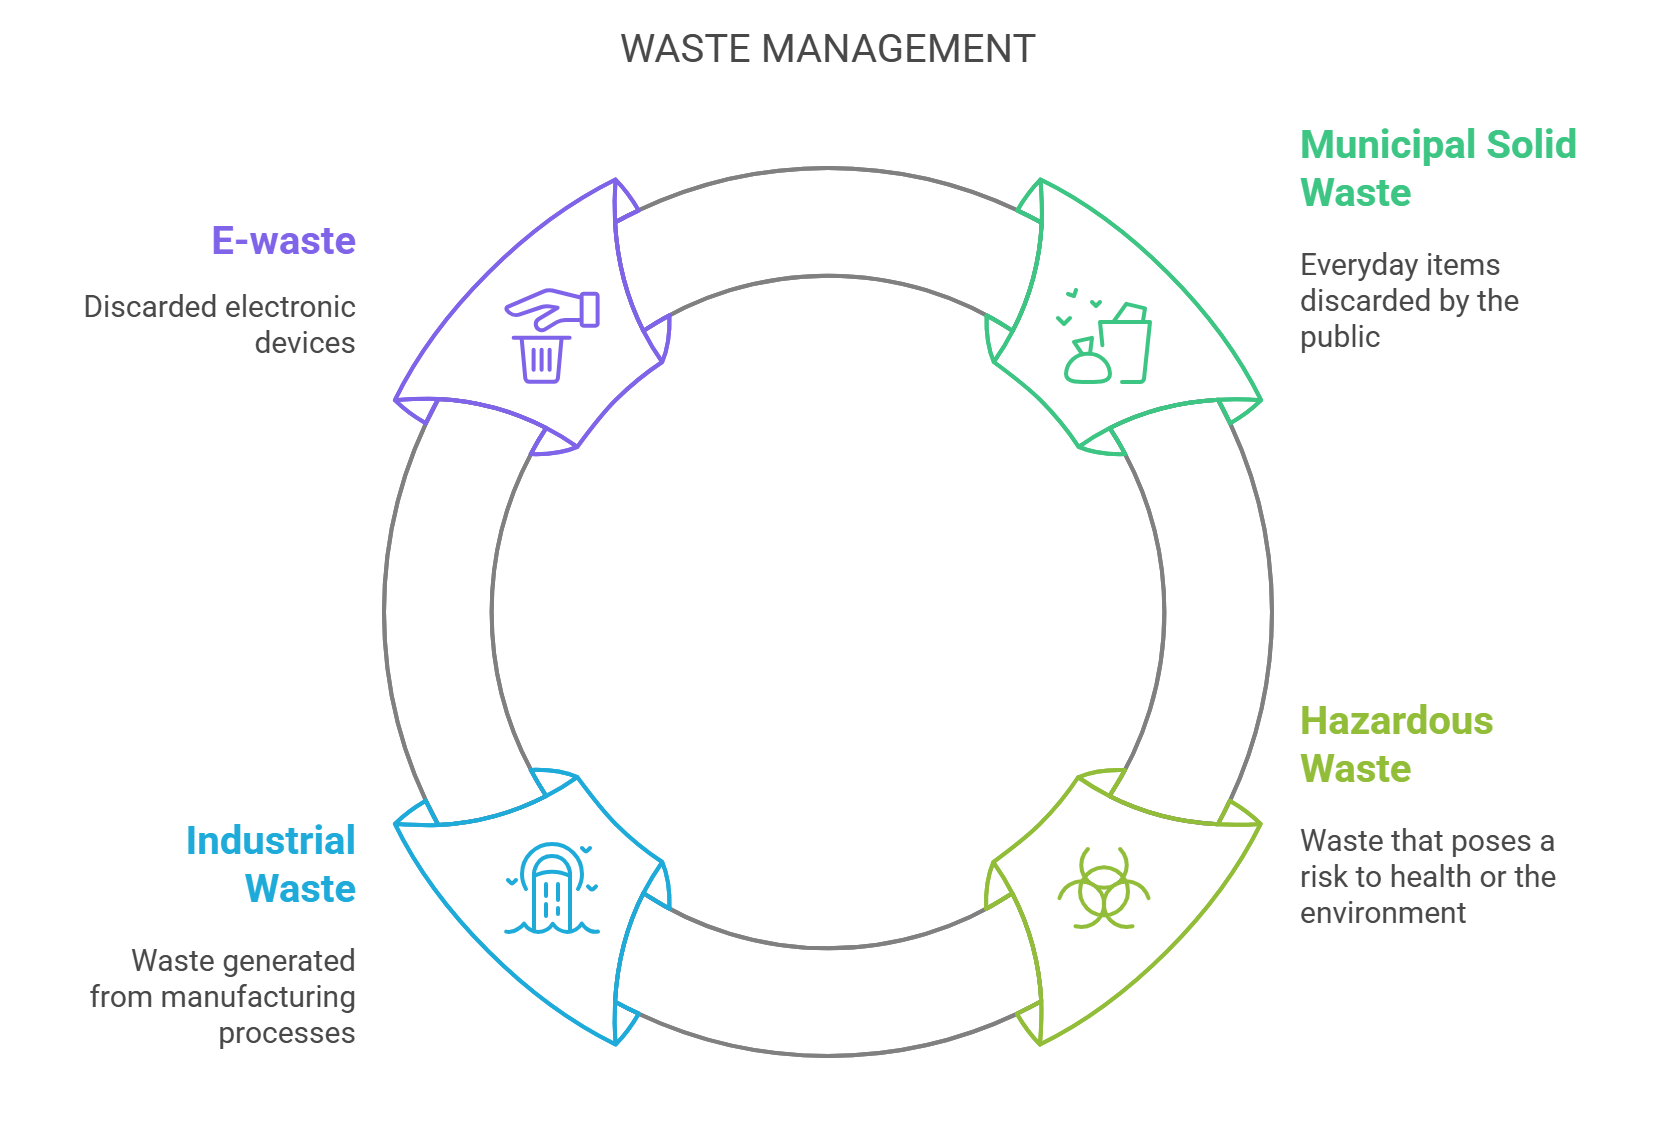 WASTE MANAGEMENT
Municipal Solid
Waste
Everyday items
discarded by the
public
E-waste
Discarded electronic
devices
Hazardous
Waste
Waste that poses a
risk to health or the
environment
Industrial
Waste
Waste generated
from manufacturing
processes